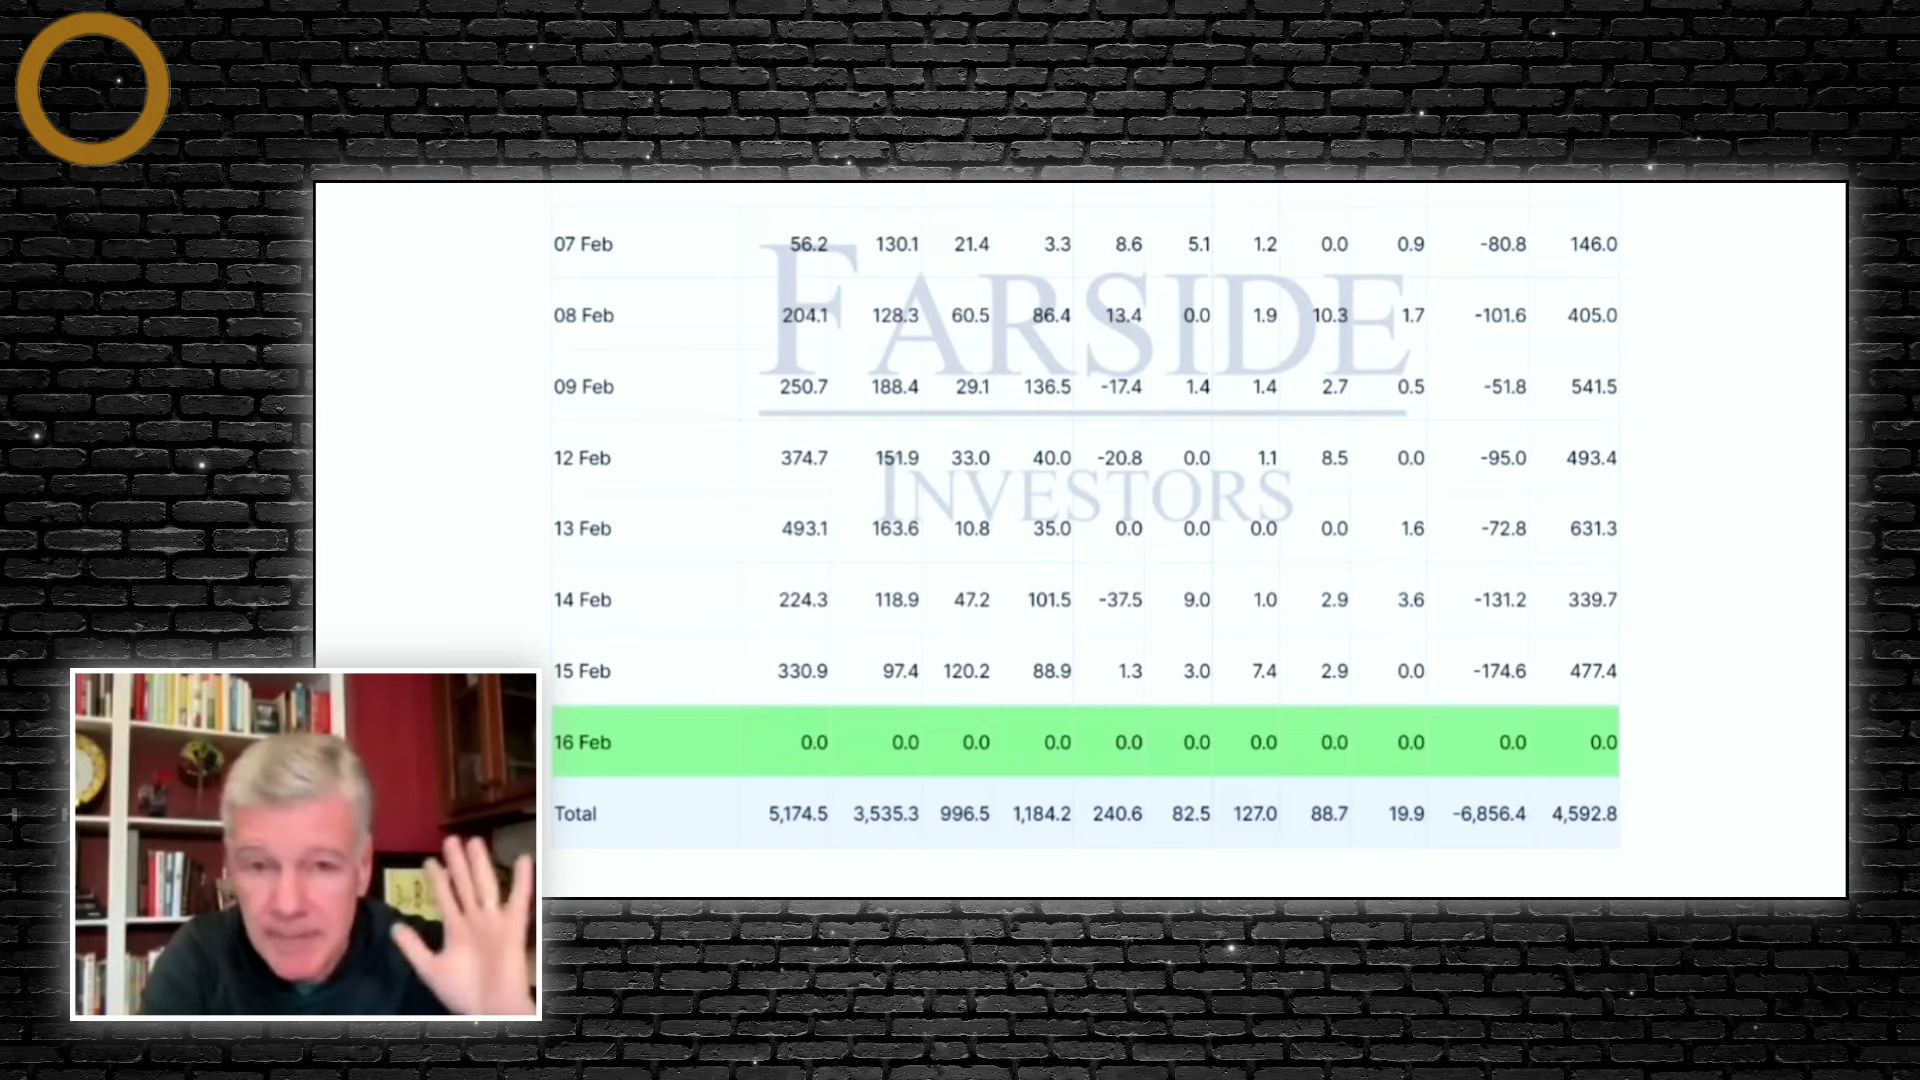 FARSIDE
INVESTORS
07 Feb 56.2 130.1 21.4 3.3 8.6 5.1 1.2 0.0 0.9 -80.8 146.0
08 Feb 204.1 128.3 60.5 86.4 13.4 0.0 1.9 10.3 1.7 -101.6 405.0
09 Feb 250.7 188.4 29.1 136.5 -17.4 1.4 1.4 2.7 0.5 -51.8 541.5
12 Feb 374.7 151.9 33.0 40.0 -20.8 0.0 1.1 8.5 0.0 -95.0 493.4
13 Feb 493.1 163.6 10.8 35.0 0.0 0.0 0.0 0.0 1.6 -72.8 631.3
14 Feb 224.3 118.9 47.2 101.5 -37.5 9.0 1.0 2.9 3.6 -131.2 339.7
15 Feb 330.9 97.4 120.2 88.9 1.3 3.0 7.4 2.9 0.0 -174.6 477.4
16 Feb 0.0 0.0 0.0 0.0 0.0 0.0 0.0 0.0 0.0 0.0 0.0
Total 5,174.5 3,535.3 996.5 1,184.2 240.6 82.5 127.0 88.7 19.9 -6,856.4 4,592.8